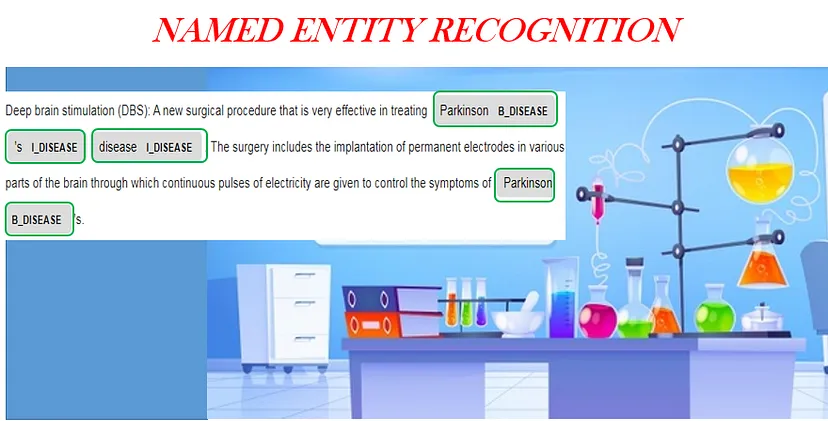 NAMED ENTITY RECOGNITION
Deep brain stimulation (DBS): A new surgical procedure that is very effective in treating Parkinson B_DISEASE
's I_DISEASE disease I_DISEASE The surgery includes the implantation of permanent electrodes in various
parts of the brain through which continuous pulses of electricity are given to control the symptoms of Parkinson
B_DISEASE 's.